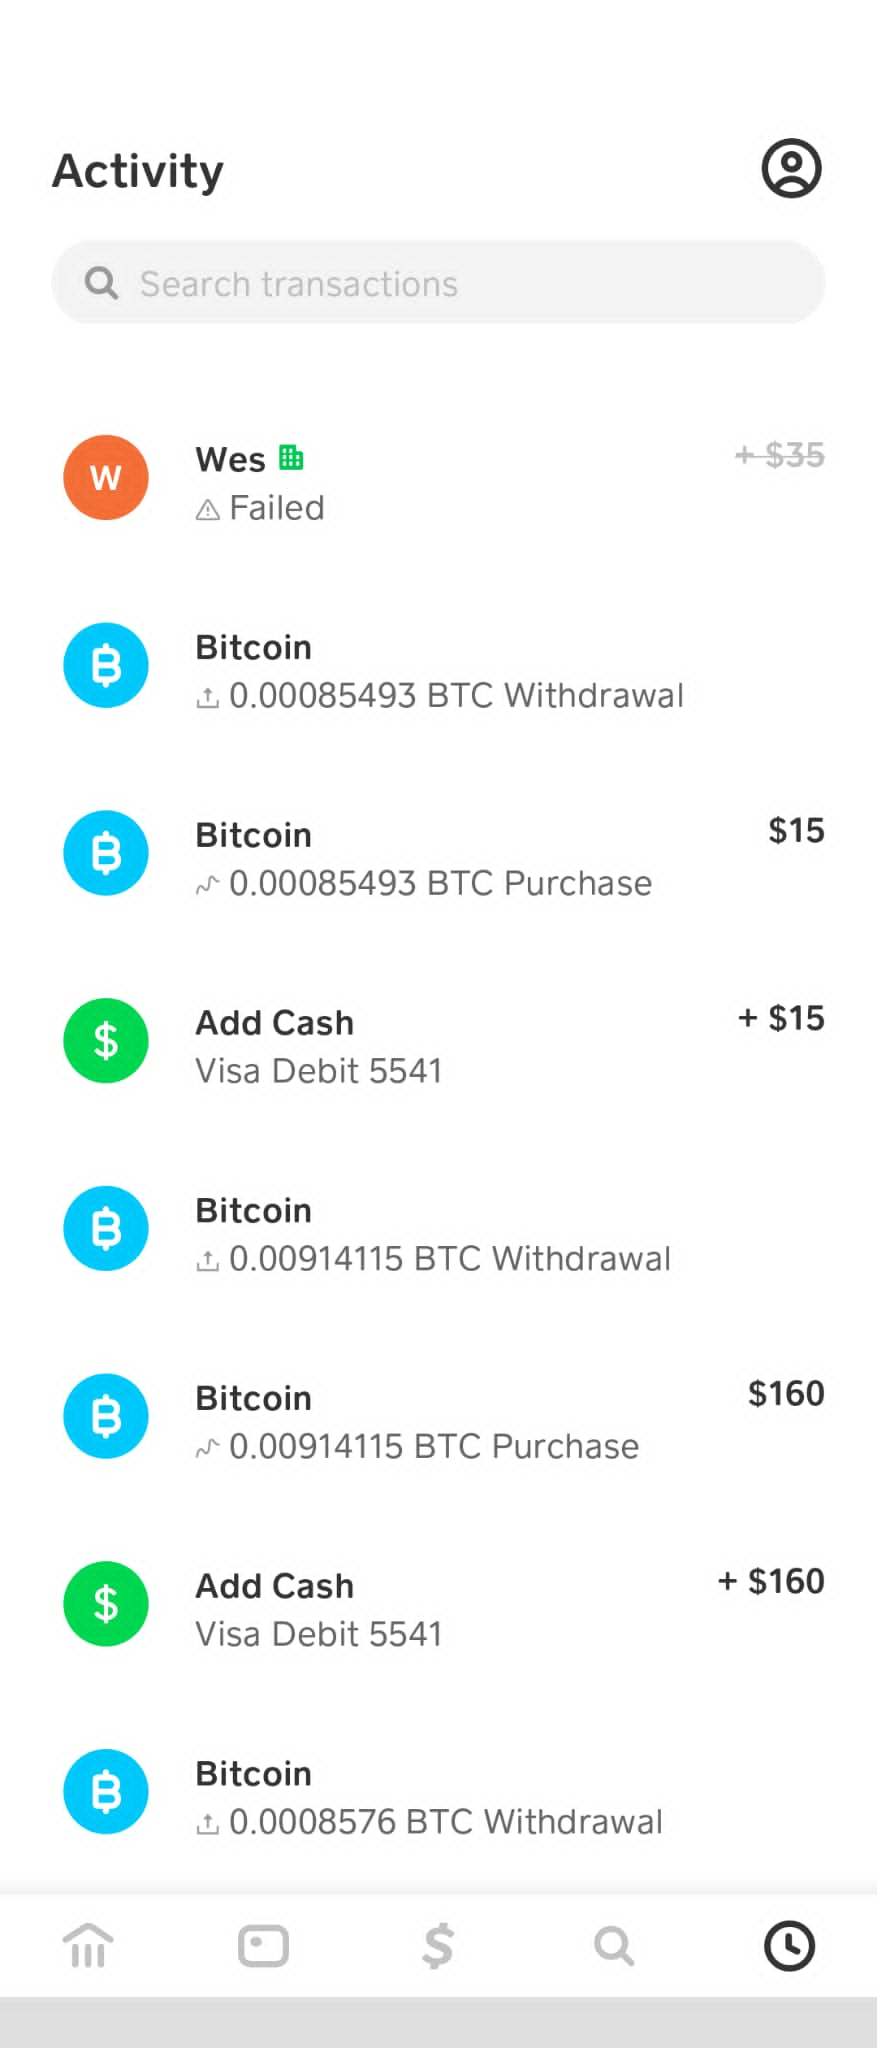 Activity
Search transactions
W
Wes
+ $35
Failed
Bitcoin
0.00085493 BTC Withdrawal
Bitcoin
$15
0.00085493 BTC Purchase
$
Add Cash
+ $15
Visa Debit 5541
Bitcoin
0.00914115 BTC Withdrawal
Bitcoin
$160
0.00914115 BTC Purchase
$
Add Cash
+ $160
Visa Debit 5541
Bitcoin
0.0008576 BTC Withdrawal
$